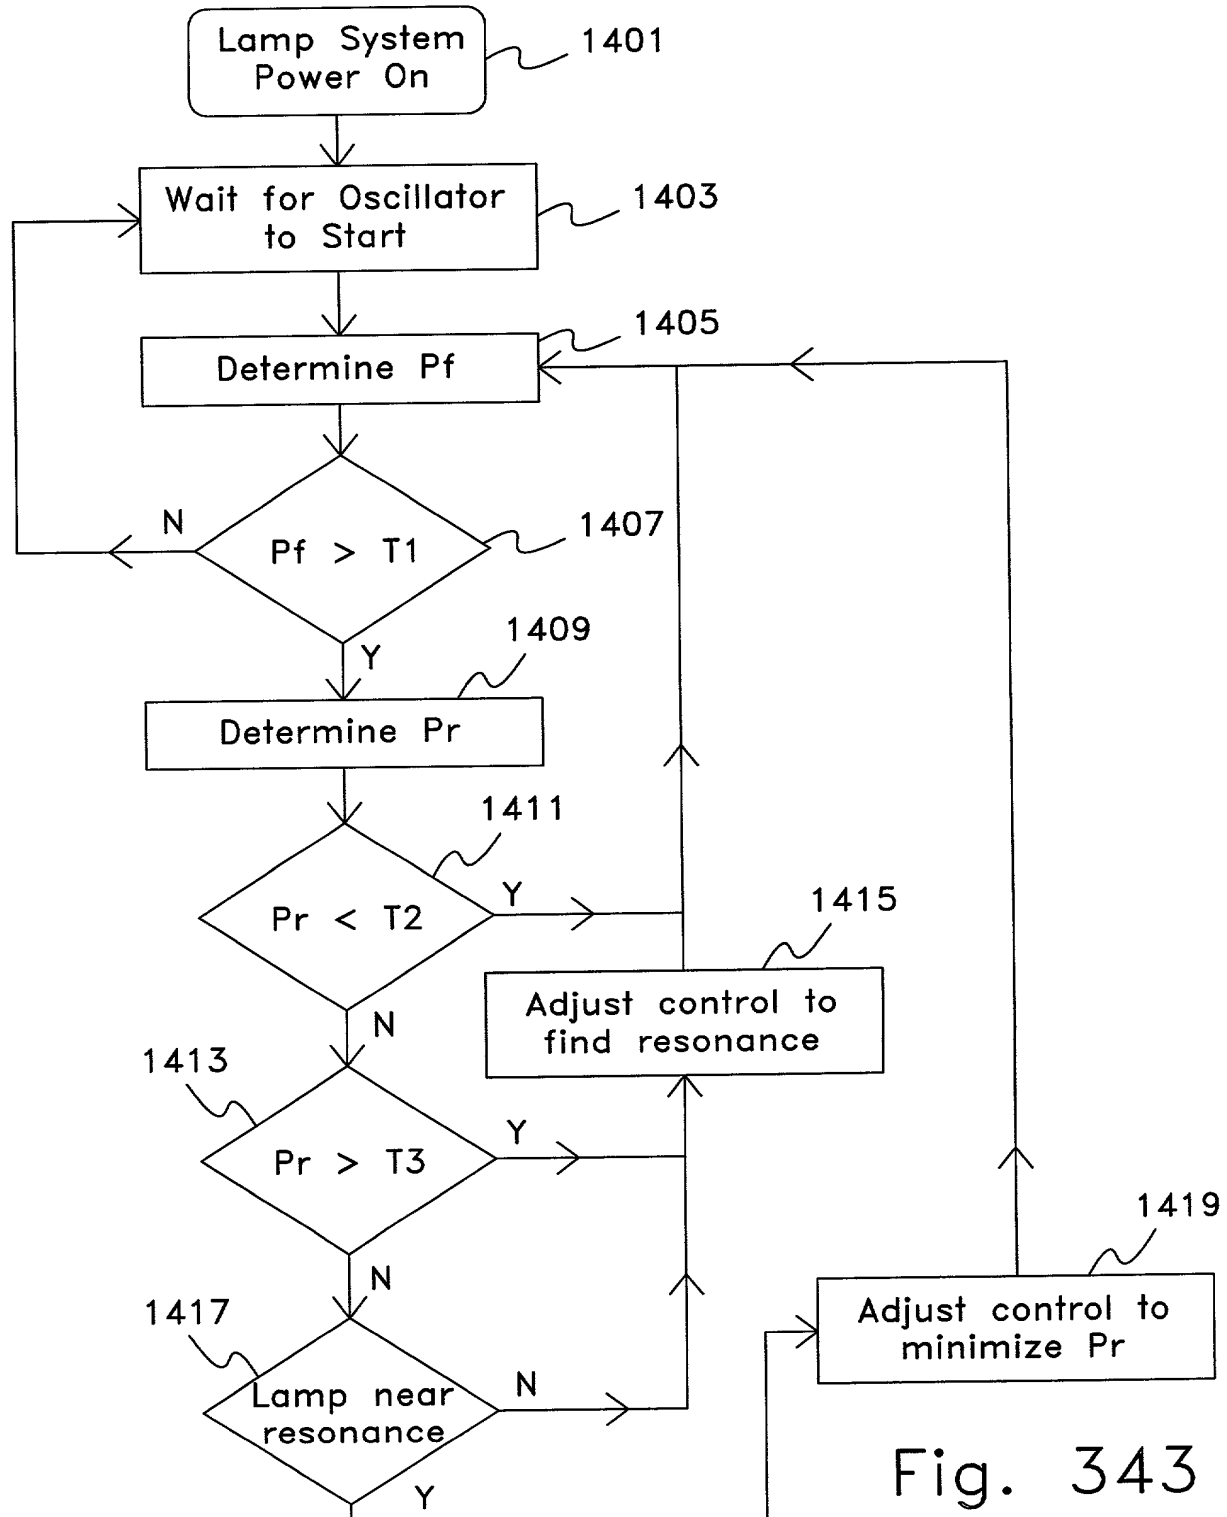 Lamp System
Power On
1401
Wait for Oscillator
to Start
1403
Determine Pf
1405
Pf > T1
1407
N
Y
1409
Determine Pr
1411
Pr < T2
Y
N
1415
Adjust control to
find resonance
1413
Pr > T3
Y
N
1419
Adjust control to
minimize Pr
1417
Lamp near
resonance
N
Y
Fig. 343